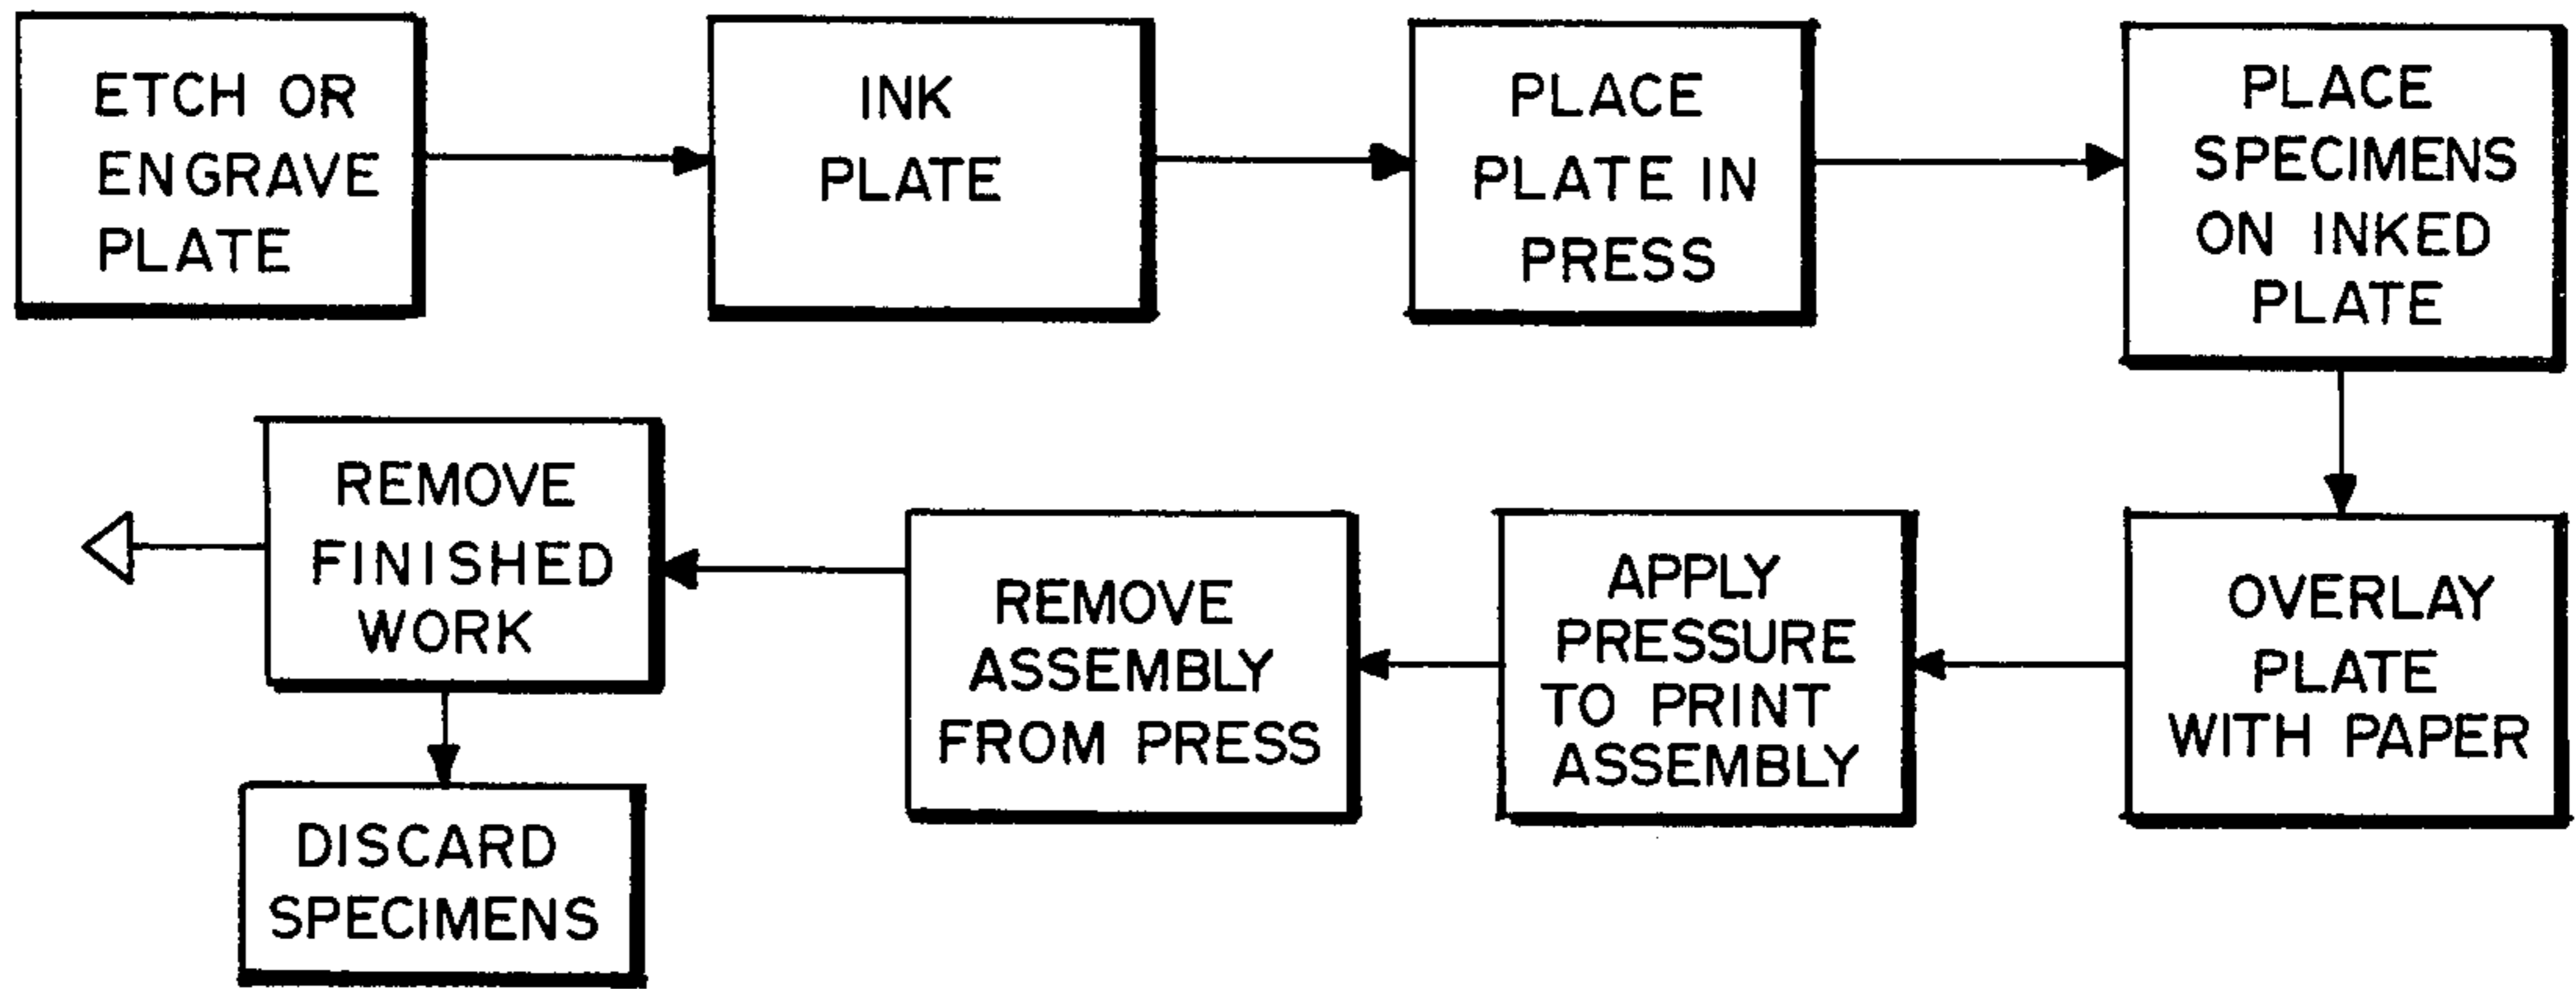 ETCH OR
ENGRAVE
PLATE
INK
PLATE
PLACE
PLATE IN
PRESS
PLACE
SPECIMENS
ON INKED
PLATE
OVERLAY
PLATE
WITH PAPER
APPLY
PRESSURE
TO PRINT
ASSEMBLY
REMOVE
ASSEMBLY
FROM PRESS
REMOVE
FINISHED
WORK
DISCARD
SPECIMENS